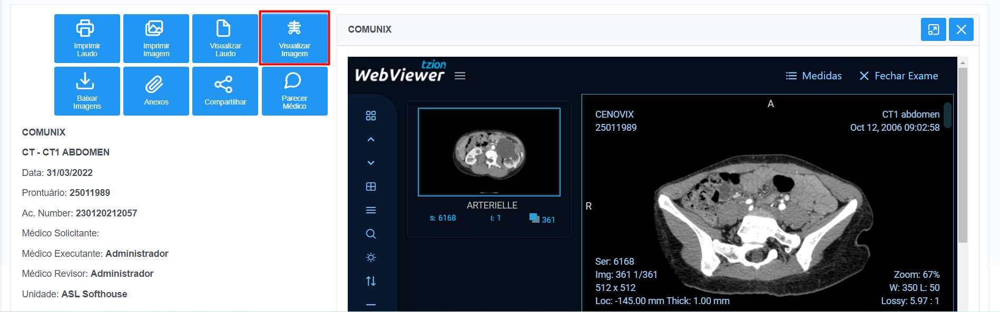 Imprimir
Laudo
Imprimir
Imagem
Visualizar
Laudo
Visualizar
Imagem
Baixar
Imagens
Anexos
Compartilhar
Parecer
Médico
COMUNIX
CT - CT1 ABDOMEN
Data: 31/03/2022
Prontuário: 25011989
Ac. Number: 230120212057
Médico Solicitante:
Médico Executante: Administrador
Médico Revisor: Administrador
Unidade: ASL Softhouse
COMUNIX
tzion
WebViewer
Medidas
Fechar Exame
ARTERIELLE
S: 6168
I: 1
361
A
CENOVIX
25011989
CT1 abdomen
Oct 12, 2006 09:02:58
R
Ser: 6168
Img: 361 1/361
512 x 512
Loc: -145.00 mm Thick: 1.00 mm
Zoom: 67%
W: 350 L: 50
Lossy: 5.97 : 1